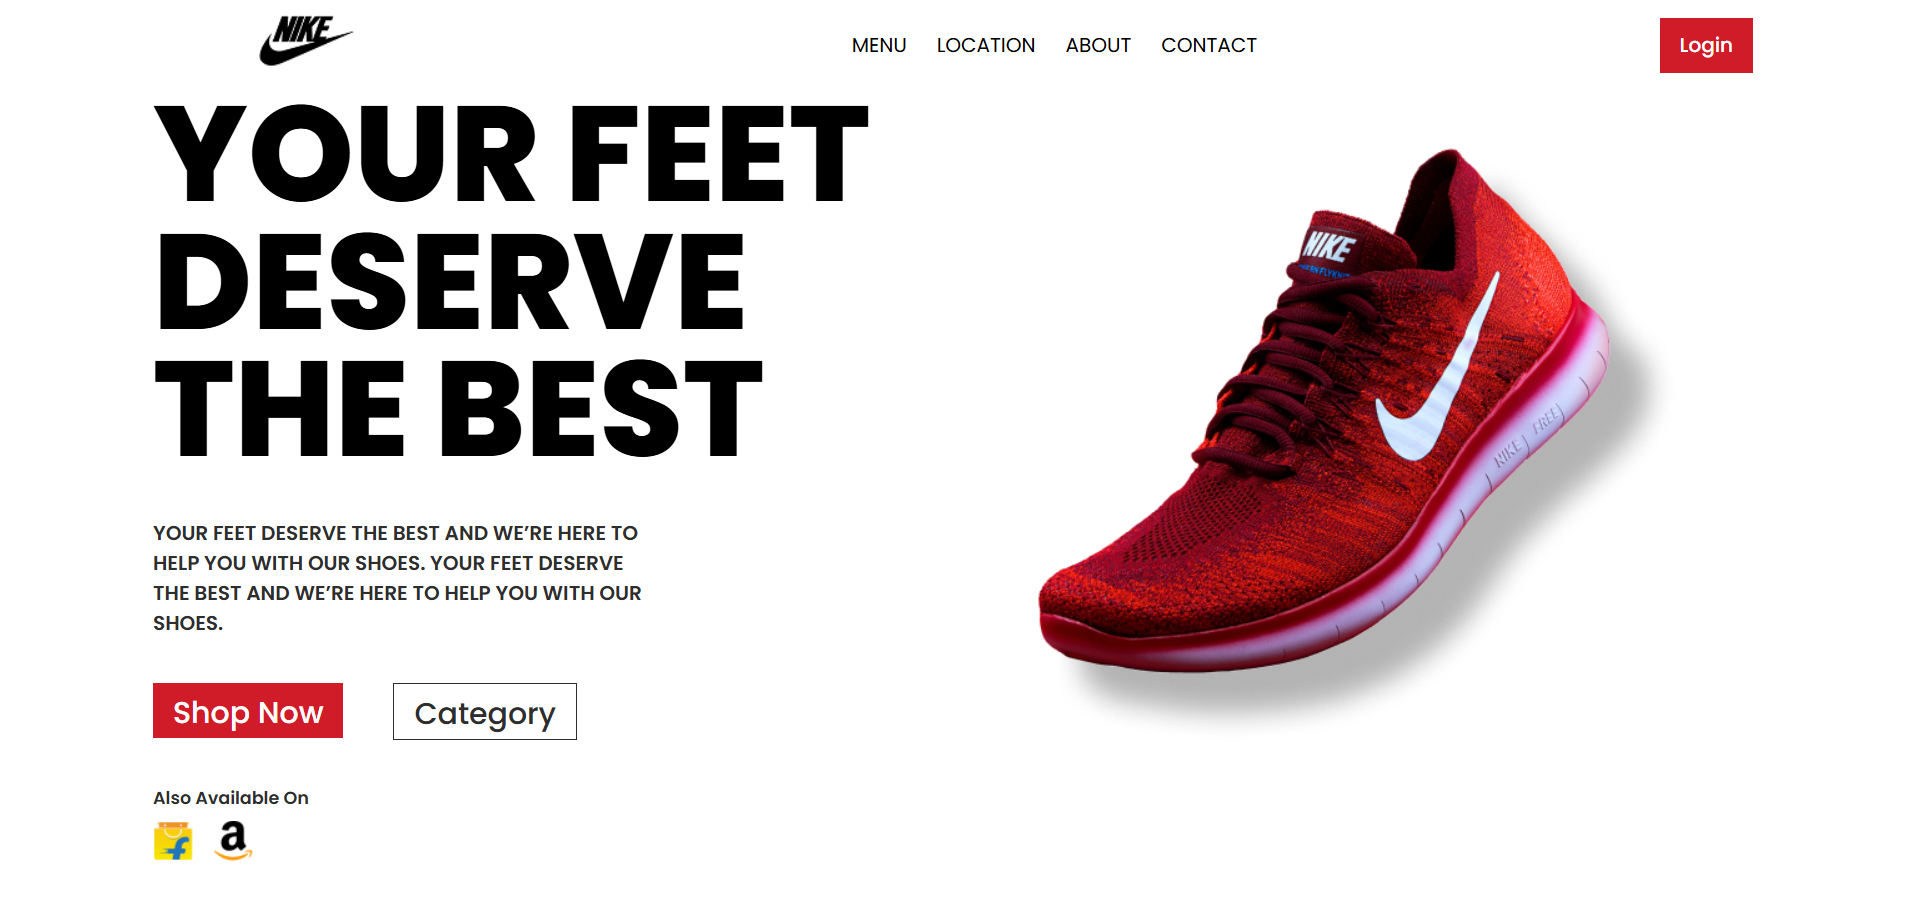 NIKE
MENU LOCATION ABOUT CONTACT
Login
YOUR FEET
DESERVE
THE BEST
YOUR FEET DESERVE THE BEST AND WE’RE HERE TO
HELP YOU WITH OUR SHOES. YOUR FEET DESERVE
THE BEST AND WE’RE HERE TO HELP YOU WITH OUR
SHOES.
Shop Now
Category
Also Available On
f
a
NIKE
NIKE FREE